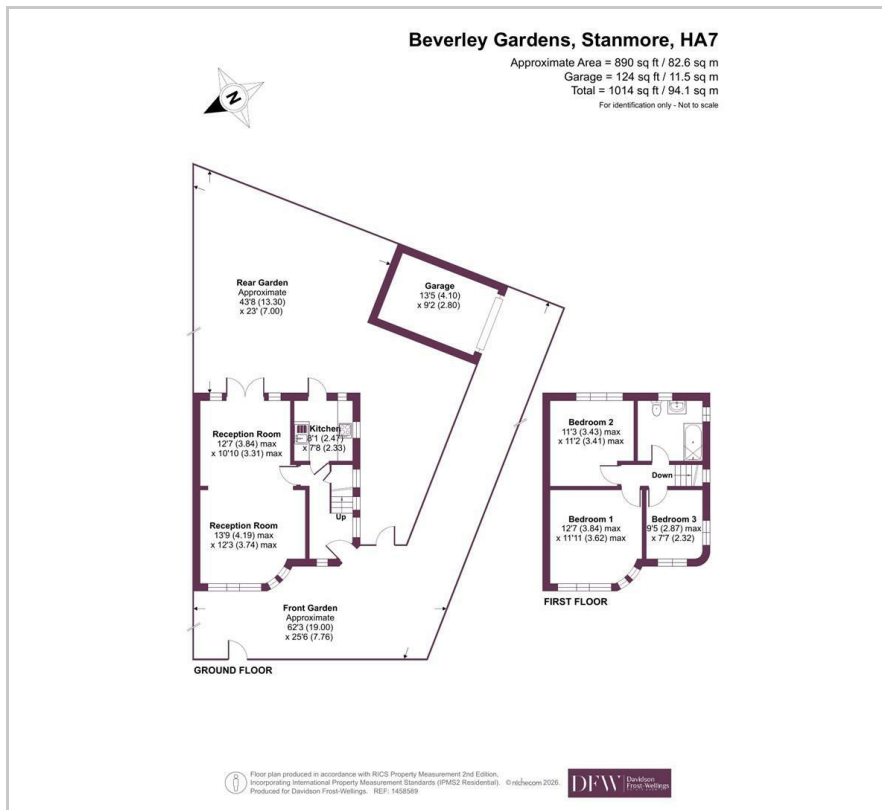 Beverley Gardens, Stanmore, HA7
Approximate Area = 890 sq ft / 82.6 sq m
Garage = 124 sq ft / 11.5 sq m
Total = 1014 sq ft / 94.1 sq m
For identification only - Not to scale
N
Rear Garden
Approximate
43'8 (13.30)
x 23' (7.00)
Garage
13'5 (4.10)
x 9'2 (2.80)
Reception Room
12'7 (3.84) max
x 10'10 (3.31) max
Kitchen
8'1 (2.47)
x 7'8 (2.33)
Up
Reception Room
13'9 (4.19) max
x 12'3 (3.74) max
Front Garden
Approximate
62'3 (19.00)
x 25'6 (7.76)
GROUND FLOOR
Bedroom 2
11'3 (3.43) max
x 11'2 (3.41) max
Down
Bedroom 1
12'7 (3.84) max
x 11'11 (3.62) max
Bedroom 3
9'5 (2.87) max
x 7'7 (2.32)
FIRST FLOOR
Floor plan produced in accordance with RICS Property Measurement 2nd Edition.
Incorporating International Property Measurement Standards (IPMS2 Residential). ©nichecom 2026.
Produced for Davidson Frost-Wellings. REF: 1458589
DFW
Davidson
Frost-Wellings